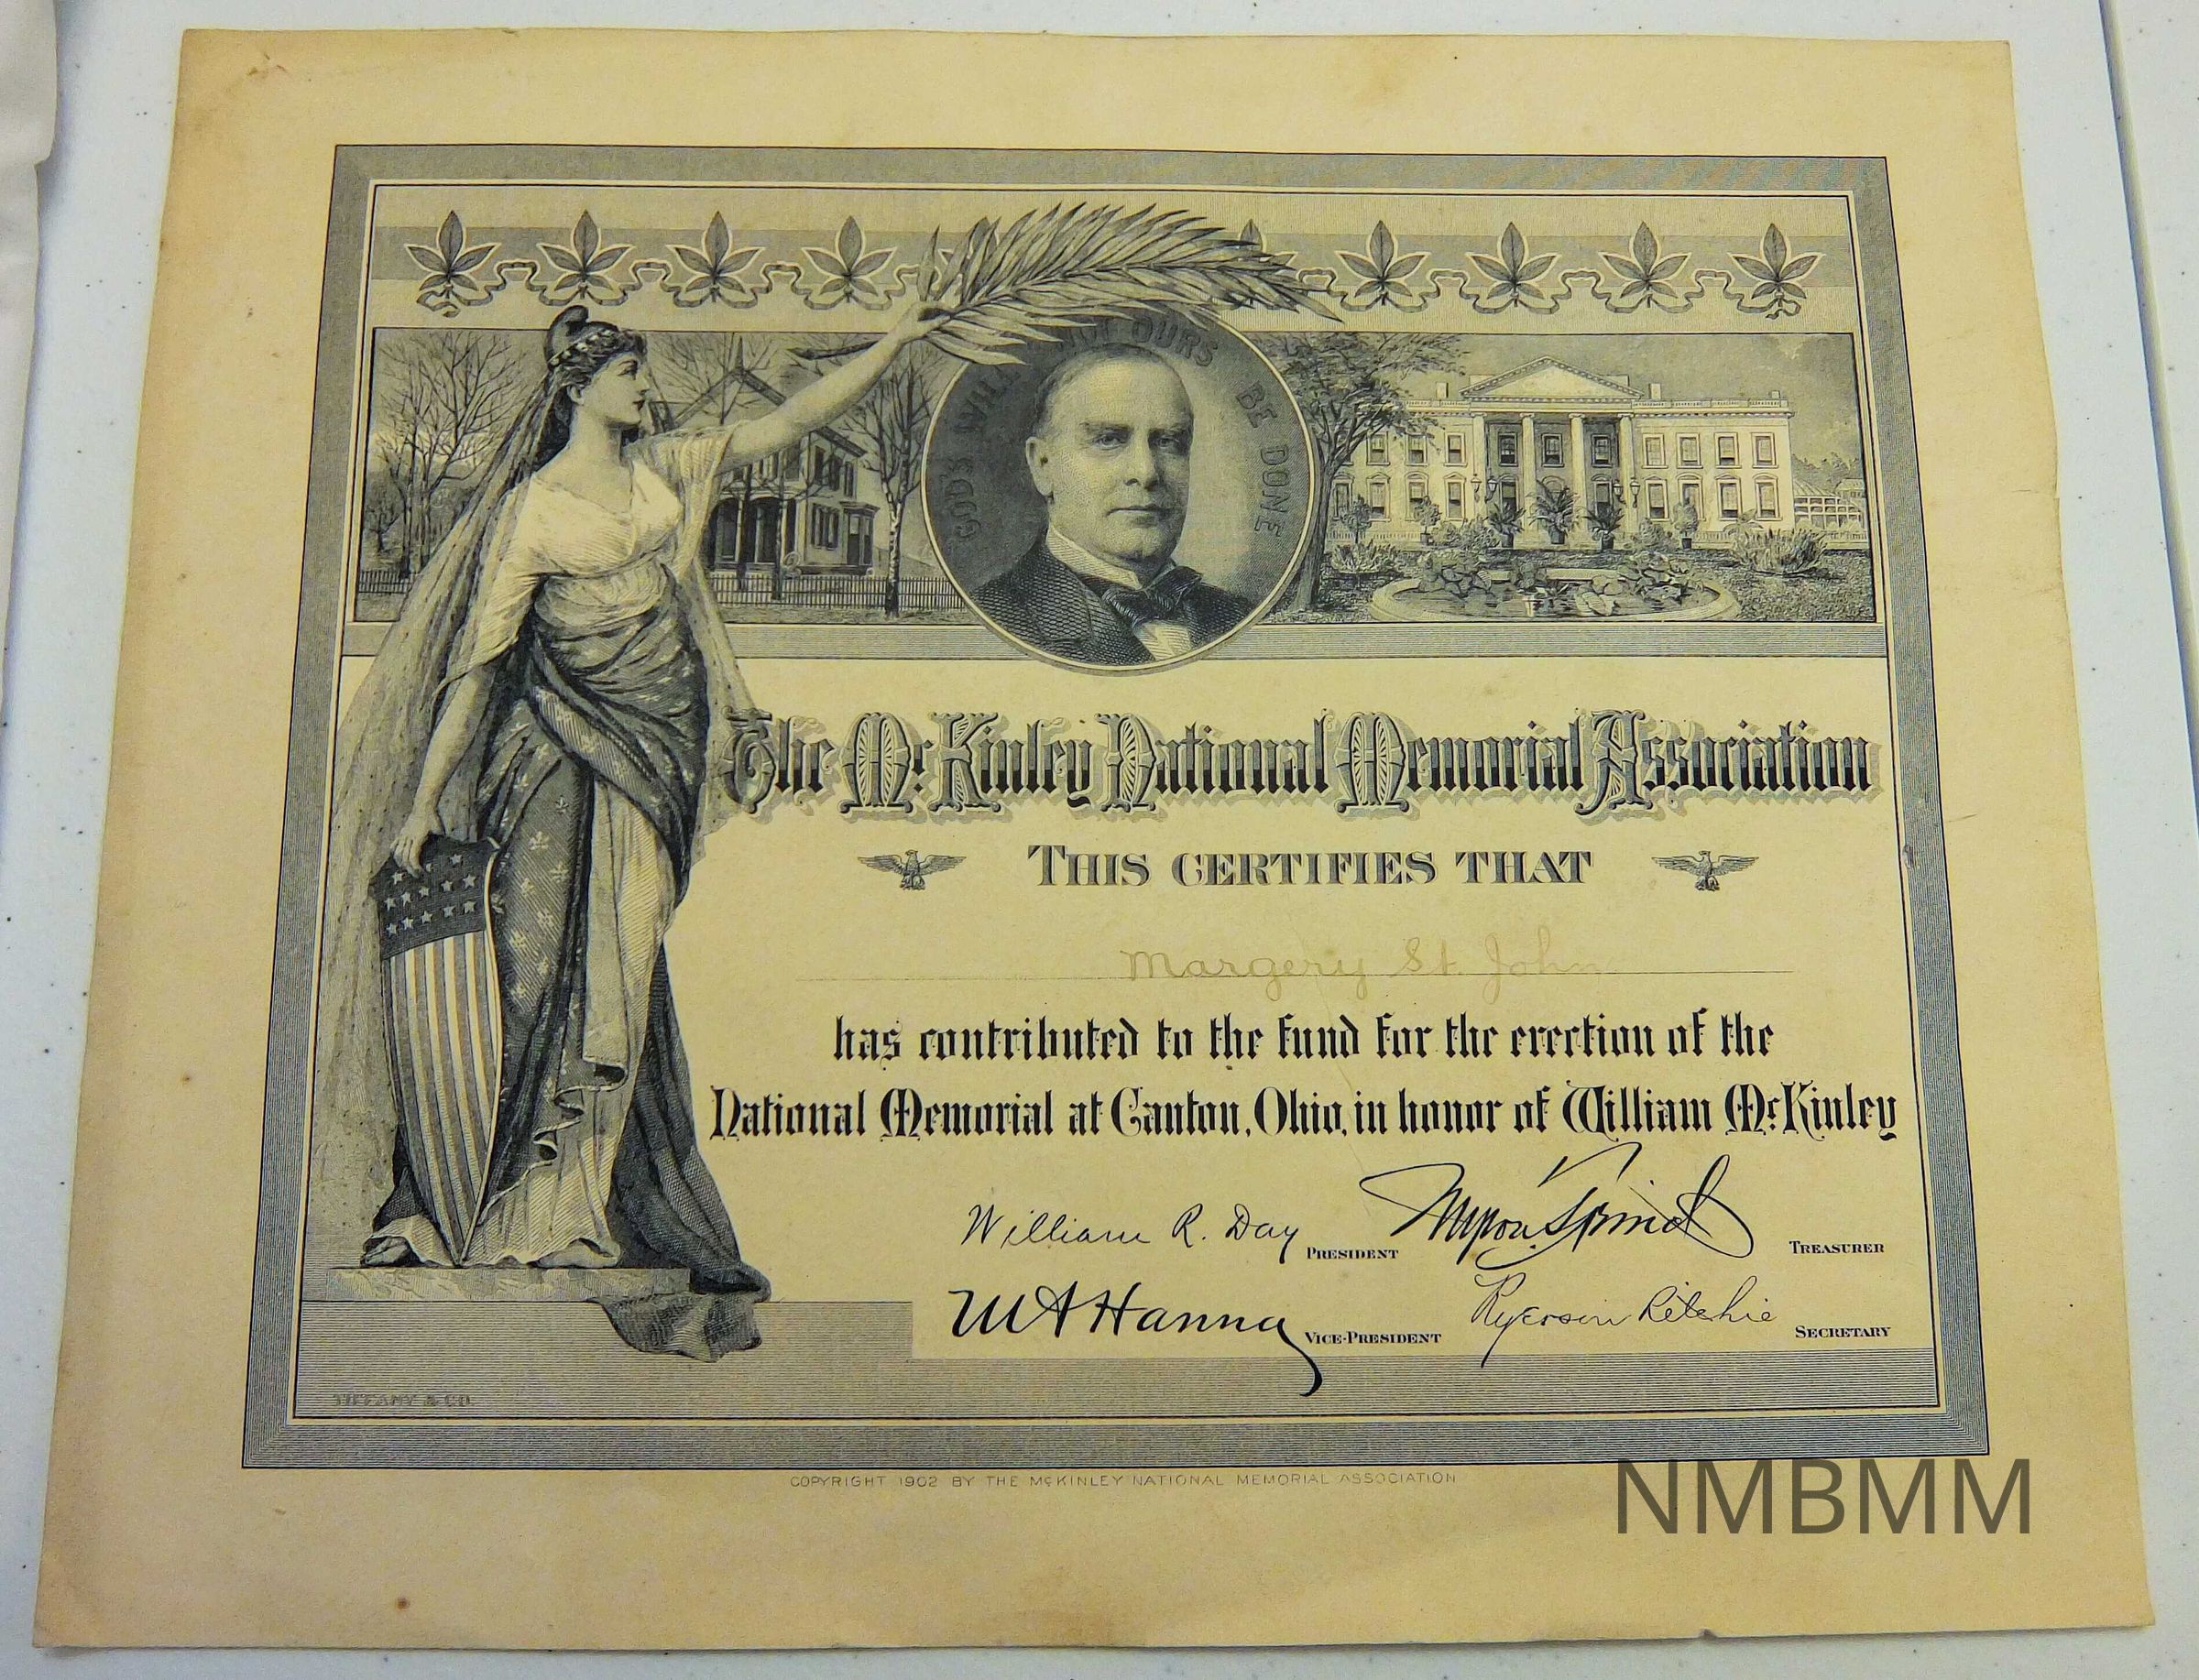 GOD'S WILL NOT OURS BE DONE
The McKinley National Memorial Association
THIS CERTIFIES THAT
Margery St. John
has contributed to the fund for the erection of the
National Memorial at Canton, Ohio, in honor of William McKinley
William R. Day PRESIDENT
Myron T. Herrick TREASURER
M A Hanna VICE-PRESIDENT
Ryerson Ritchie SECRETARY
TIFFANY & CO.
COPYRIGHT 1902 BY THE McKINLEY NATIONAL MEMORIAL ASSOCIATION
NMBMM